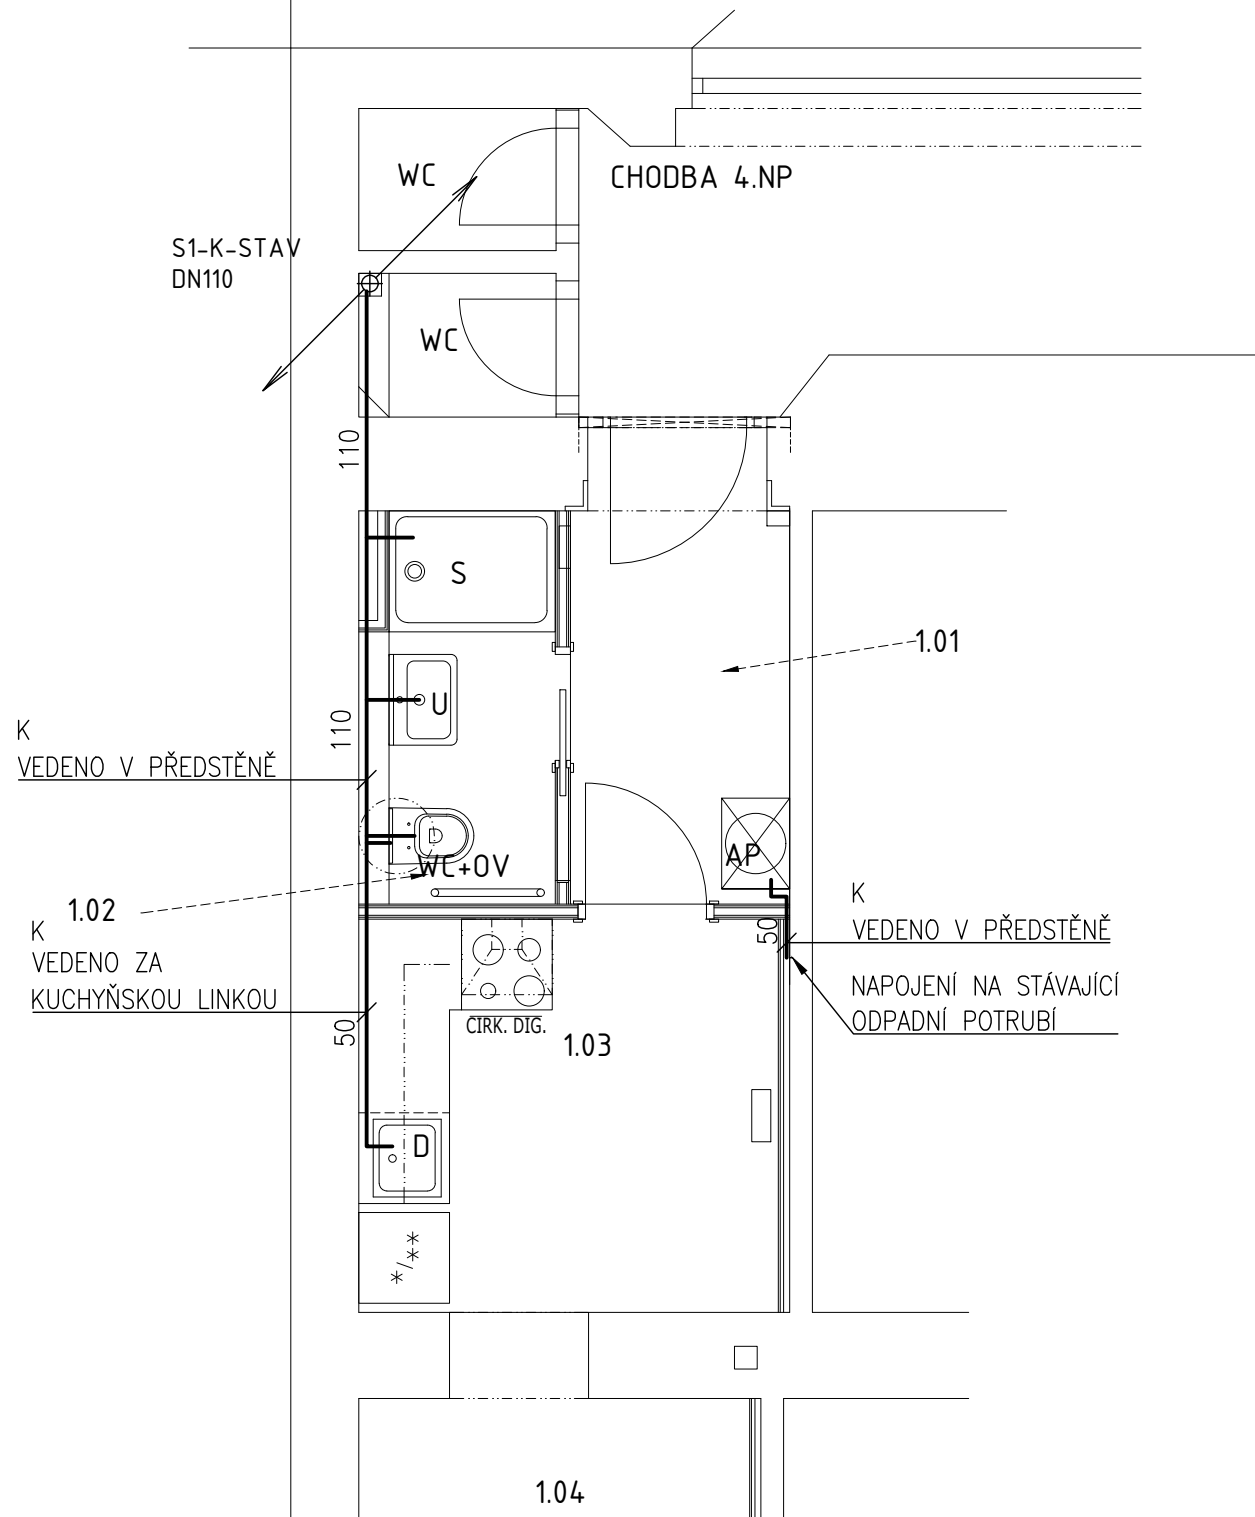 WC
CHODBA 4.NP
S1-K-STAV
DN110
WC
110
S
1.01
U
110
K
VEDENO V PŘEDSTĚNĚ
WC+OV
AP
1.02
K
VEDENO ZA
KUCHYŇSKOU LINKOU
50
K
VEDENO V PŘEDSTĚNĚ
50
NAPOJENÍ NA STÁVAJÍCÍ
ODPADNÍ POTRUBÍ
CIRK. DIG.
1.03
D
*/**
1.04